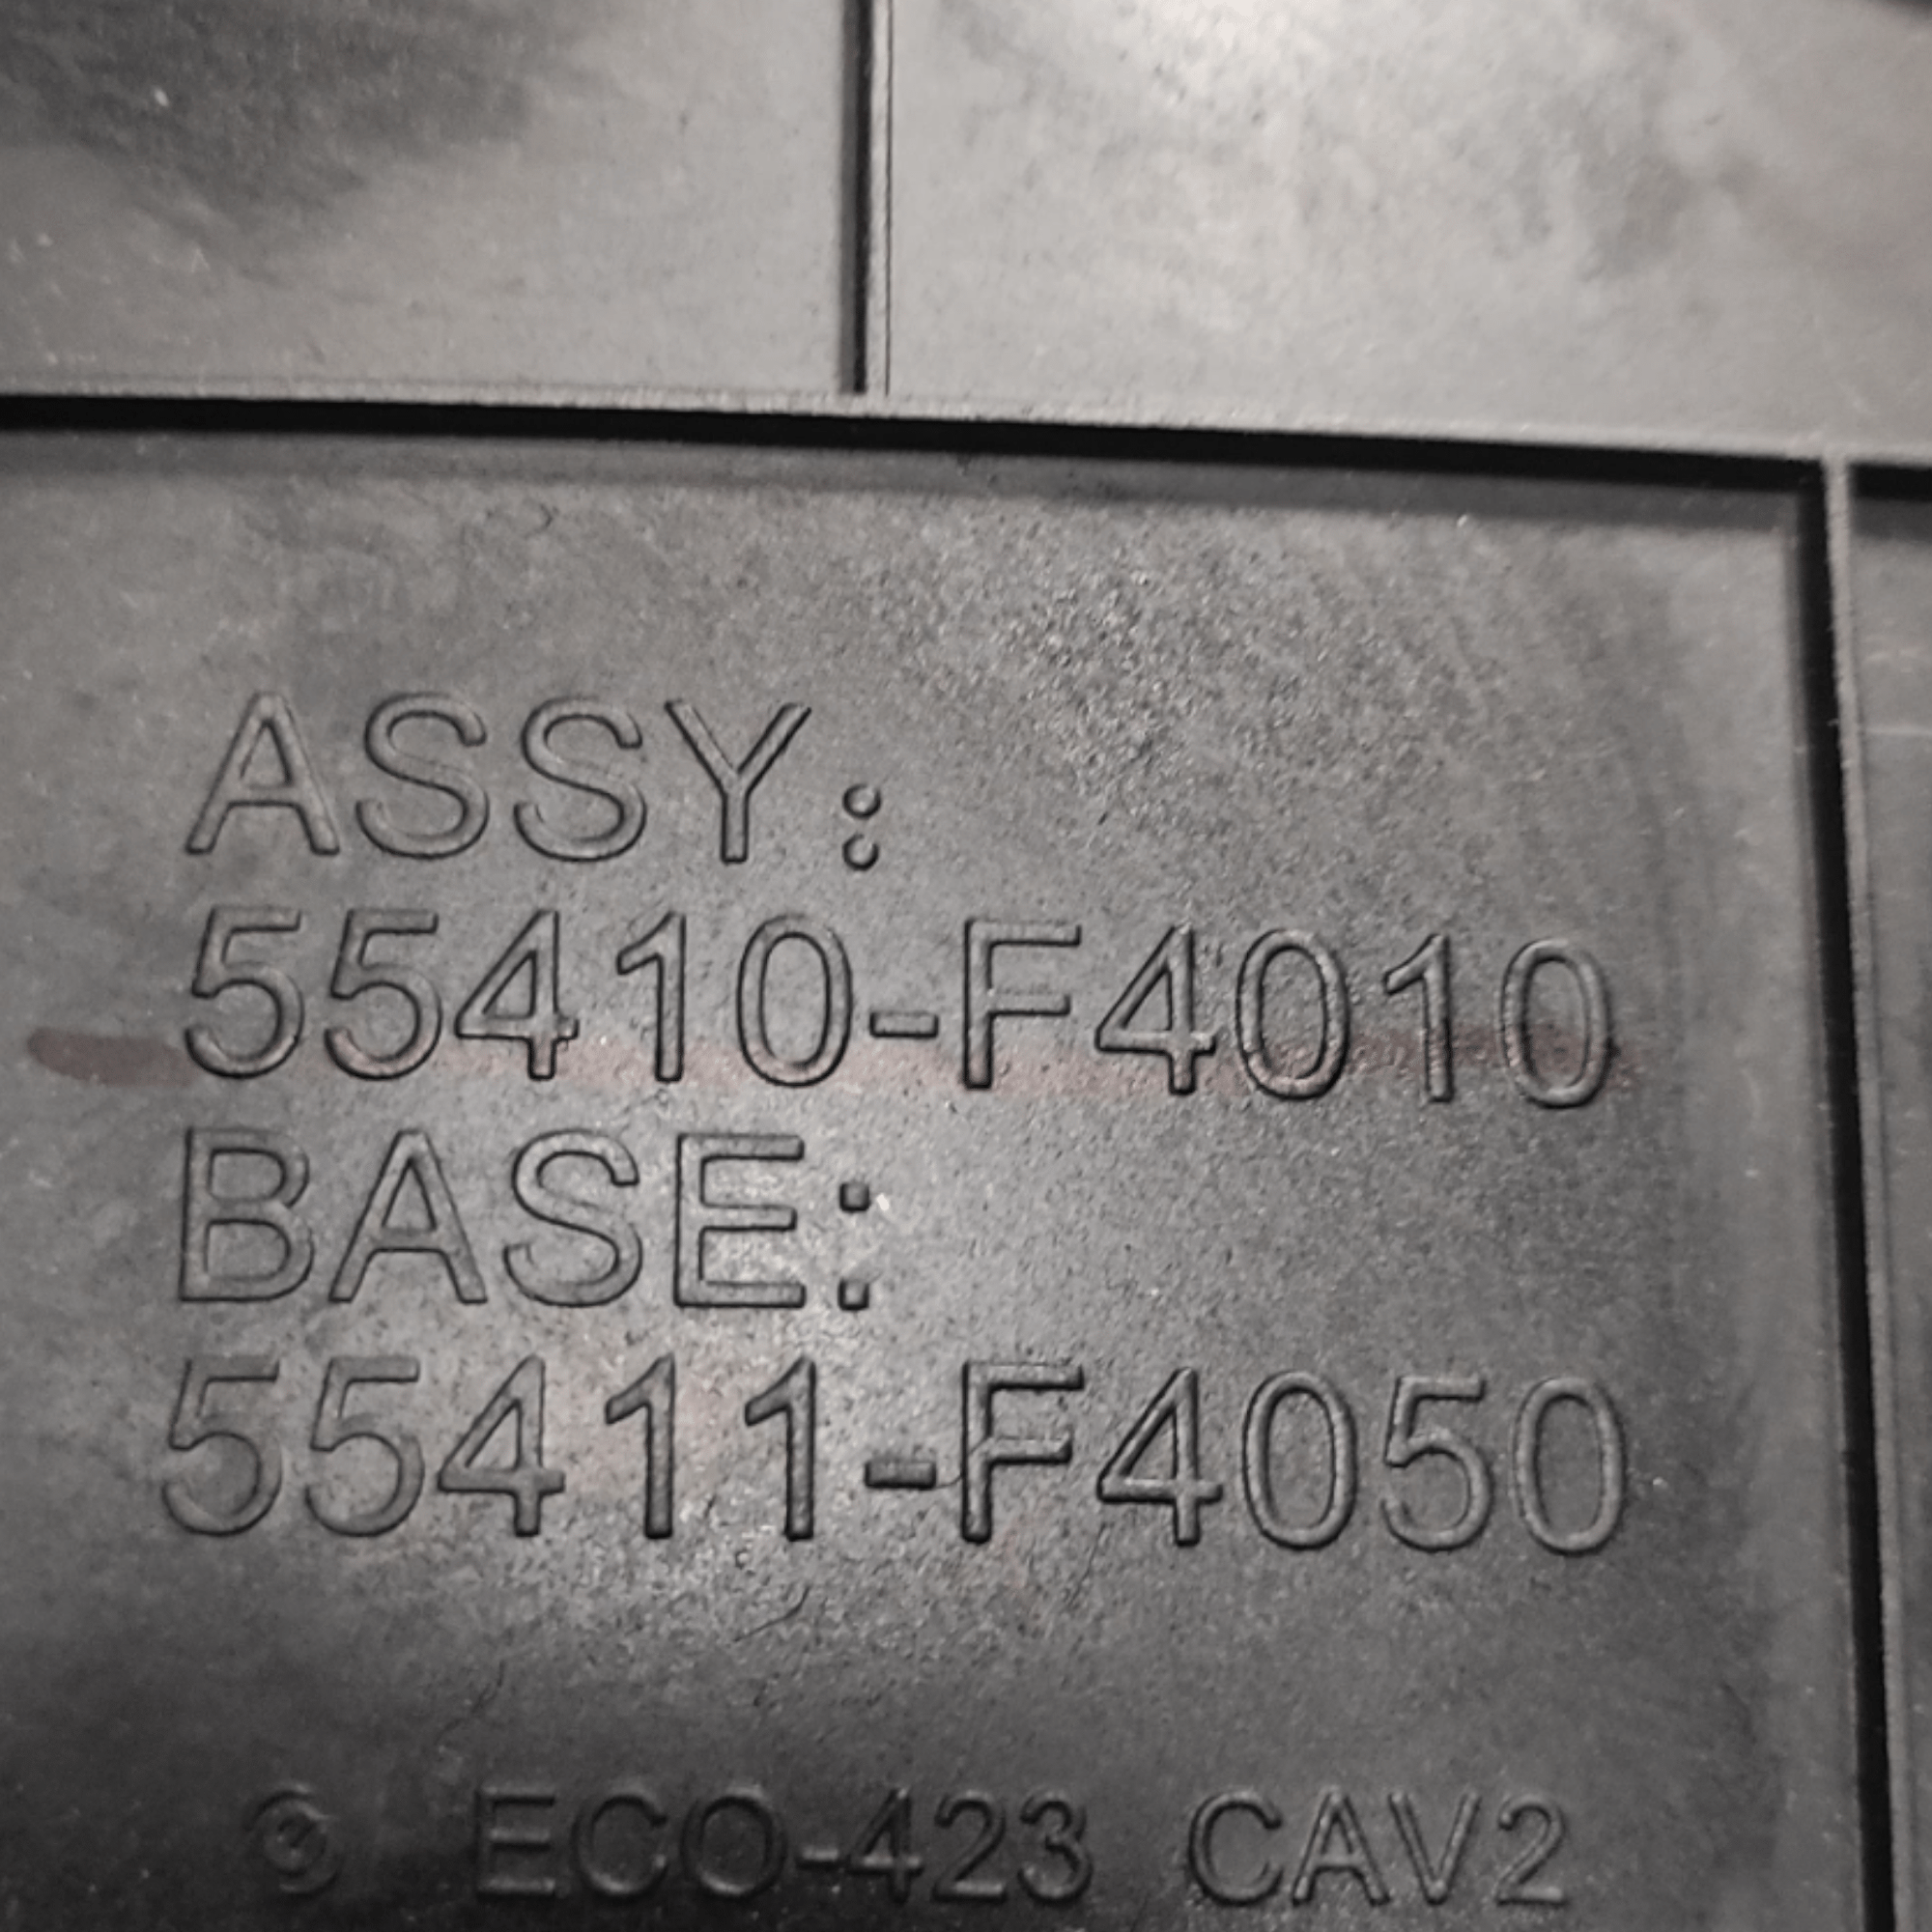 ASSY:
55410-F4010
BASE:
55411-F4050
ECO-423 CAV2